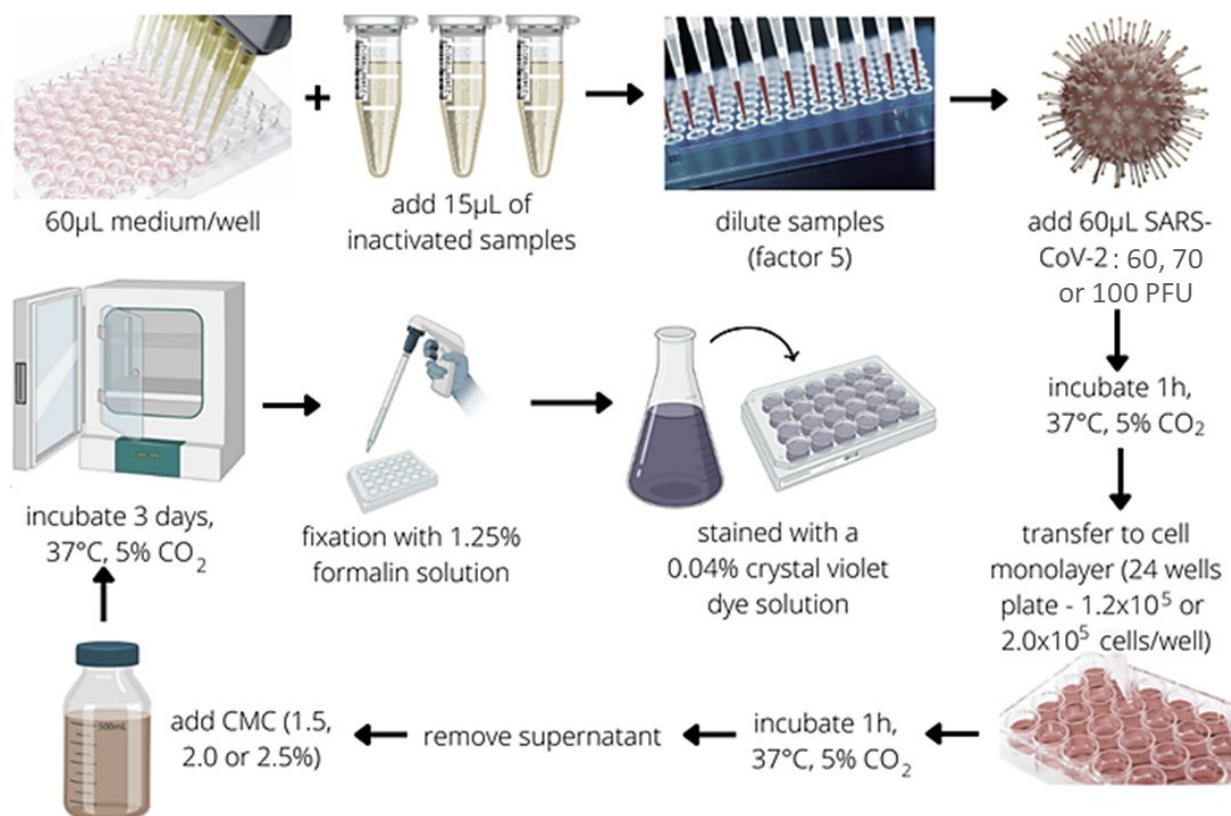 60µL medium/well
+
add 15µL of
inactivated samples
dilute samples
(factor 5)
add 60µL SARS-
CoV-2 : 60, 70
or 100 PFU
incubate 1h,
37°C, 5% CO₂
transfer to cell
monolayer (24 wells
plate - 1.2x10⁵ or
2.0x10⁵ cells/well)
incubate 1h,
37°C, 5% CO₂
remove supernatant
add CMC (1.5,
2.0 or 2.5%)
500mL
incubate 3 days,
37°C, 5% CO₂
fixation with 1.25%
formalin solution
stained with a
0.04% crystal violet
dye solution